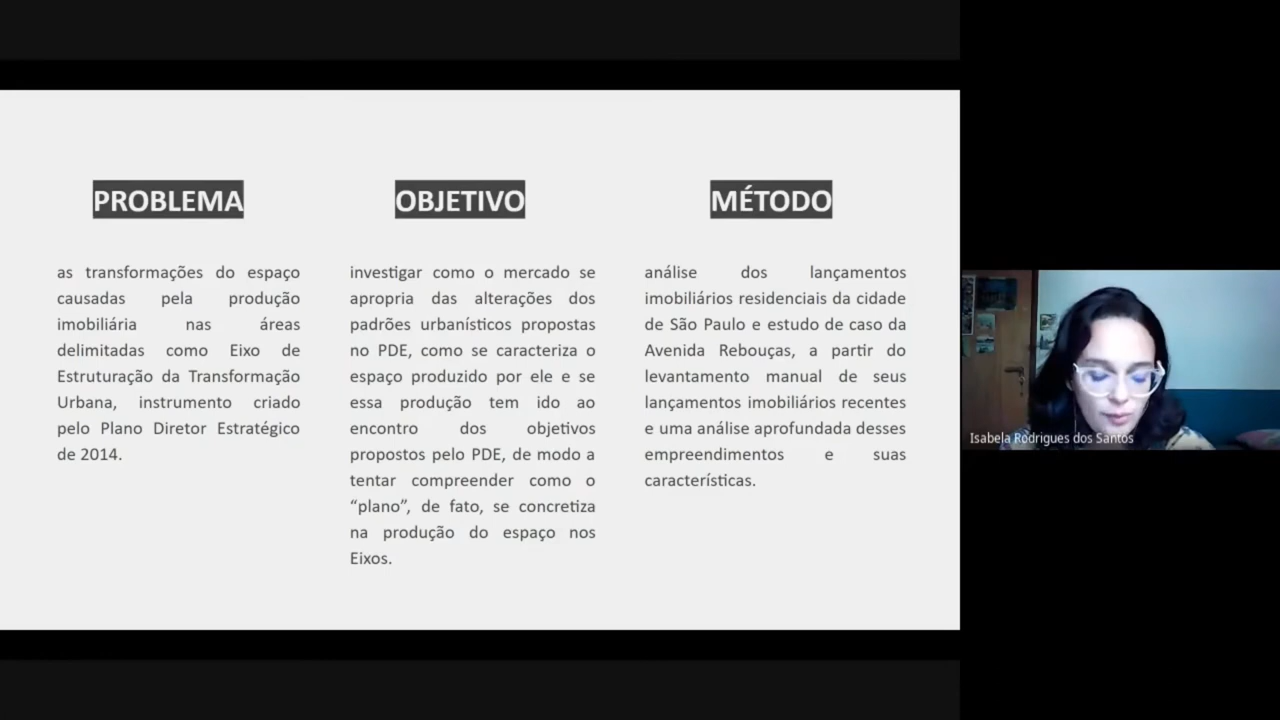 PROBLEMA
as transformações do espaço
causadas pela produção
imobiliária nas áreas
delimitadas como Eixo de
Estruturação da Transformação
Urbana, instrumento criado
pelo Plano Diretor Estratégico
de 2014.
OBJETIVO
investigar como o mercado se
apropria das alterações dos
padrões urbanísticos propostas
no PDE, como se caracteriza o
espaço produzido por ele e se
essa produção tem ido ao
encontro dos objetivos
propostos pelo PDE, de modo a
tentar compreender como o
“plano”, de fato, se concretiza
na produção do espaço nos
Eixos.
MÉTODO
análise dos lançamentos
imobiliários residenciais da cidade
de São Paulo e estudo de caso da
Avenida Rebouças, a partir do
levantamento manual de seus
lançamentos imobiliários recentes
e uma análise aprofundada desses
empreendimentos e suas
características.
Isabela Rodrigues dos Santos